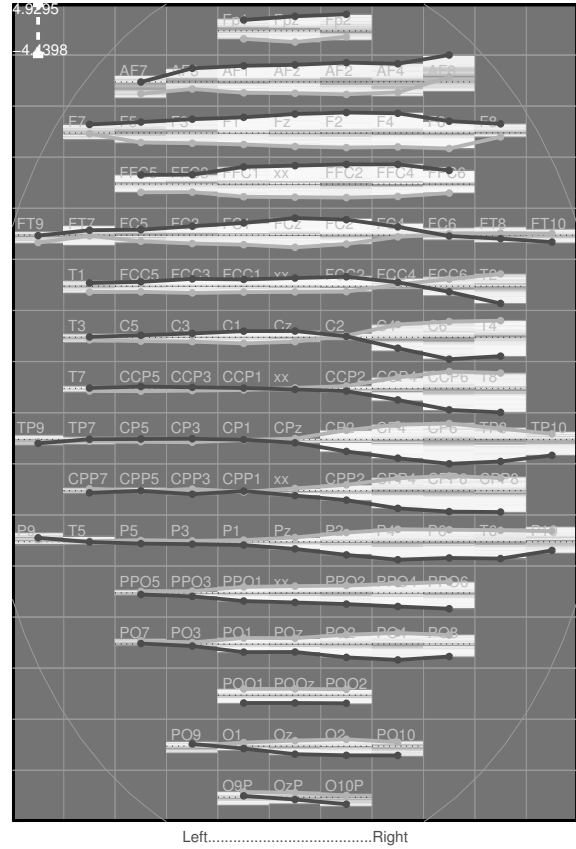 4.9295
-4.4398
Fp1 Fpz Fp2
AF7 AF3 AF1 AFz AF2 AF4 AF8
F7 F5 F3 F1 Fz F2 F4 F6 F8
FFC5 FFC3 FFC1 xx FFC2 FFC4 FFC6
FT9 FT7 FC5 FC3 FC1 FCz FC2 FC4 FC6 FT8 FT10
T1 FCC5 FCC3 FCC1 xx FCC2 FCC4 FCC6 T2
T3 C5 C3 C1 Cz C2 C4 C6 T4
T7 CCP5 CCP3 CCP1 xx CCP2 CCP4 CCP6 T8
TP9 TP7 CP5 CP3 CP1 CPz CP2 CP4 CP6 TP8 TP10
CPP7 CPP5 CPP3 CPP1 xx CPP2 CPP4 CPP6 CPP8
P9 T5 P5 P3 P1 Pz P2 P4 P6 T6 P10
PPO5 PPO3 PPO1 xx PPO2 PPO4 PPO6
PO7 PO3 PO1 POz PO2 PO4 PO8
POO1 POOz POO2
PO9 O1 Oz O2 PO10
O9P OzP O10P
Left......................................Right